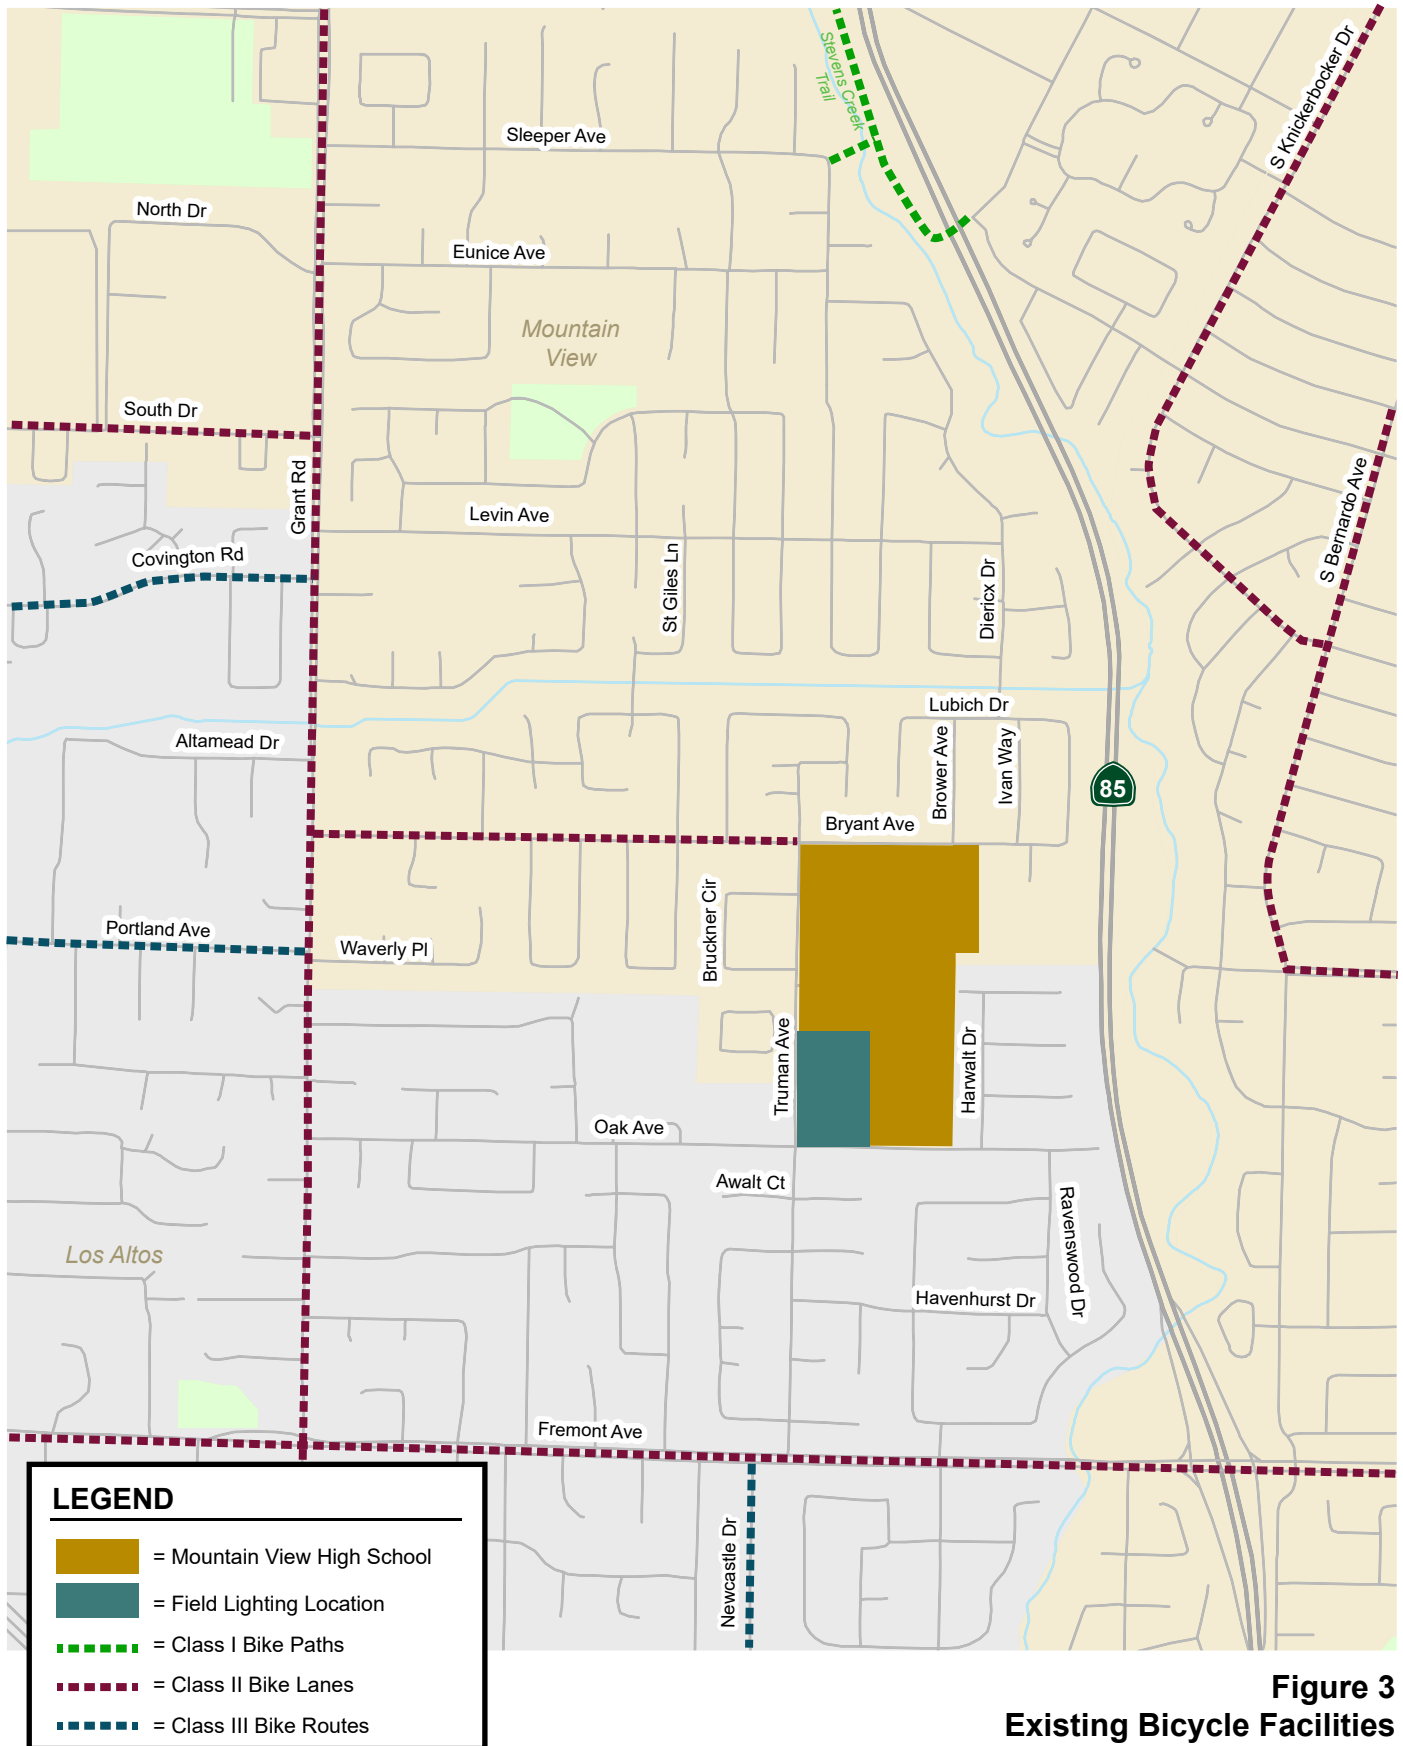 Stevens Creek
Trail
S Knickerbocker Dr
Sleeper Ave
North Dr
Eunice Ave
Mountain
View
South Dr
Grant Rd
Levin Ave
S Bernardo Ave
Covington Rd
St Giles Ln
Diericx Dr
Lubich Dr
Altamead Dr
Brower Ave
Ivan Way
85
Bryant Ave
Bruckner Cir
Portland Ave
Waverly Pl
Truman Ave
Harwalt Dr
Oak Ave
Awalt Ct
Ravenswood Dr
Los Altos
Havenhurst Dr
Fremont Ave
Newcastle Dr
LEGEND
= Mountain View High School
= Field Lighting Location
= Class I Bike Paths
= Class II Bike Lanes
= Class III Bike Routes
Figure 3
Existing Bicycle Facilities